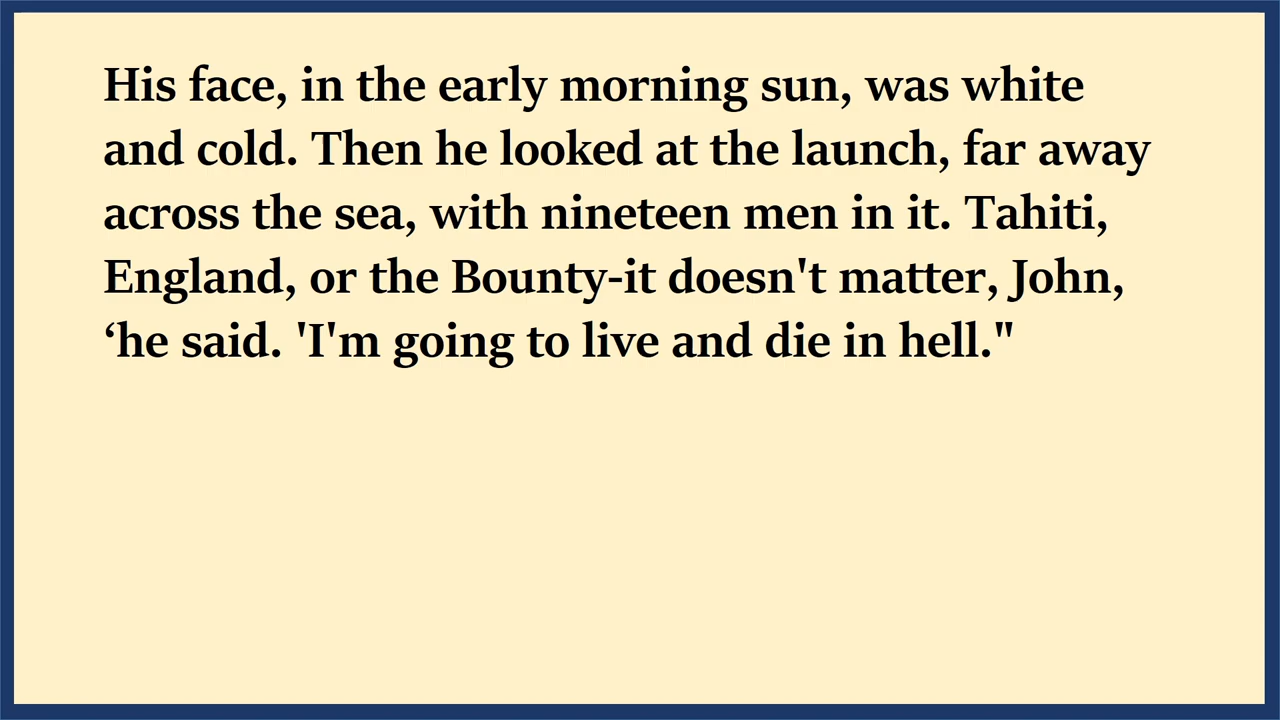 His face, in the early morning sun, was white
and cold. Then he looked at the launch, far away
across the sea, with nineteen men in it. Tahiti,
England, or the Bounty-it doesn't matter, John,
‘he said. 'I'm going to live and die in hell."